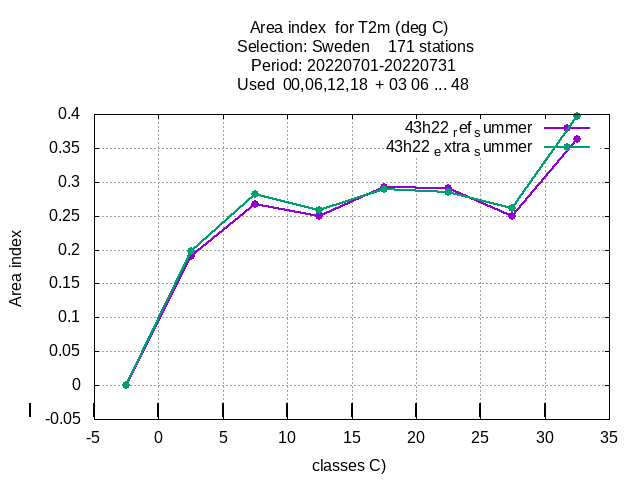 Area index  for T2m (deg C)
Selection: Sweden    171 stations
Period: 20220701-20220731
Used  00,06,12,18  + 03 06 ... 48
43h22 ref summer
43h22 extra summer
0.4
0.35
0.3
0.25
0.2
0.15
0.1
0.05
0
-0.05
Area index
-5 0 5 10 15 20 25 30 35
classes C)